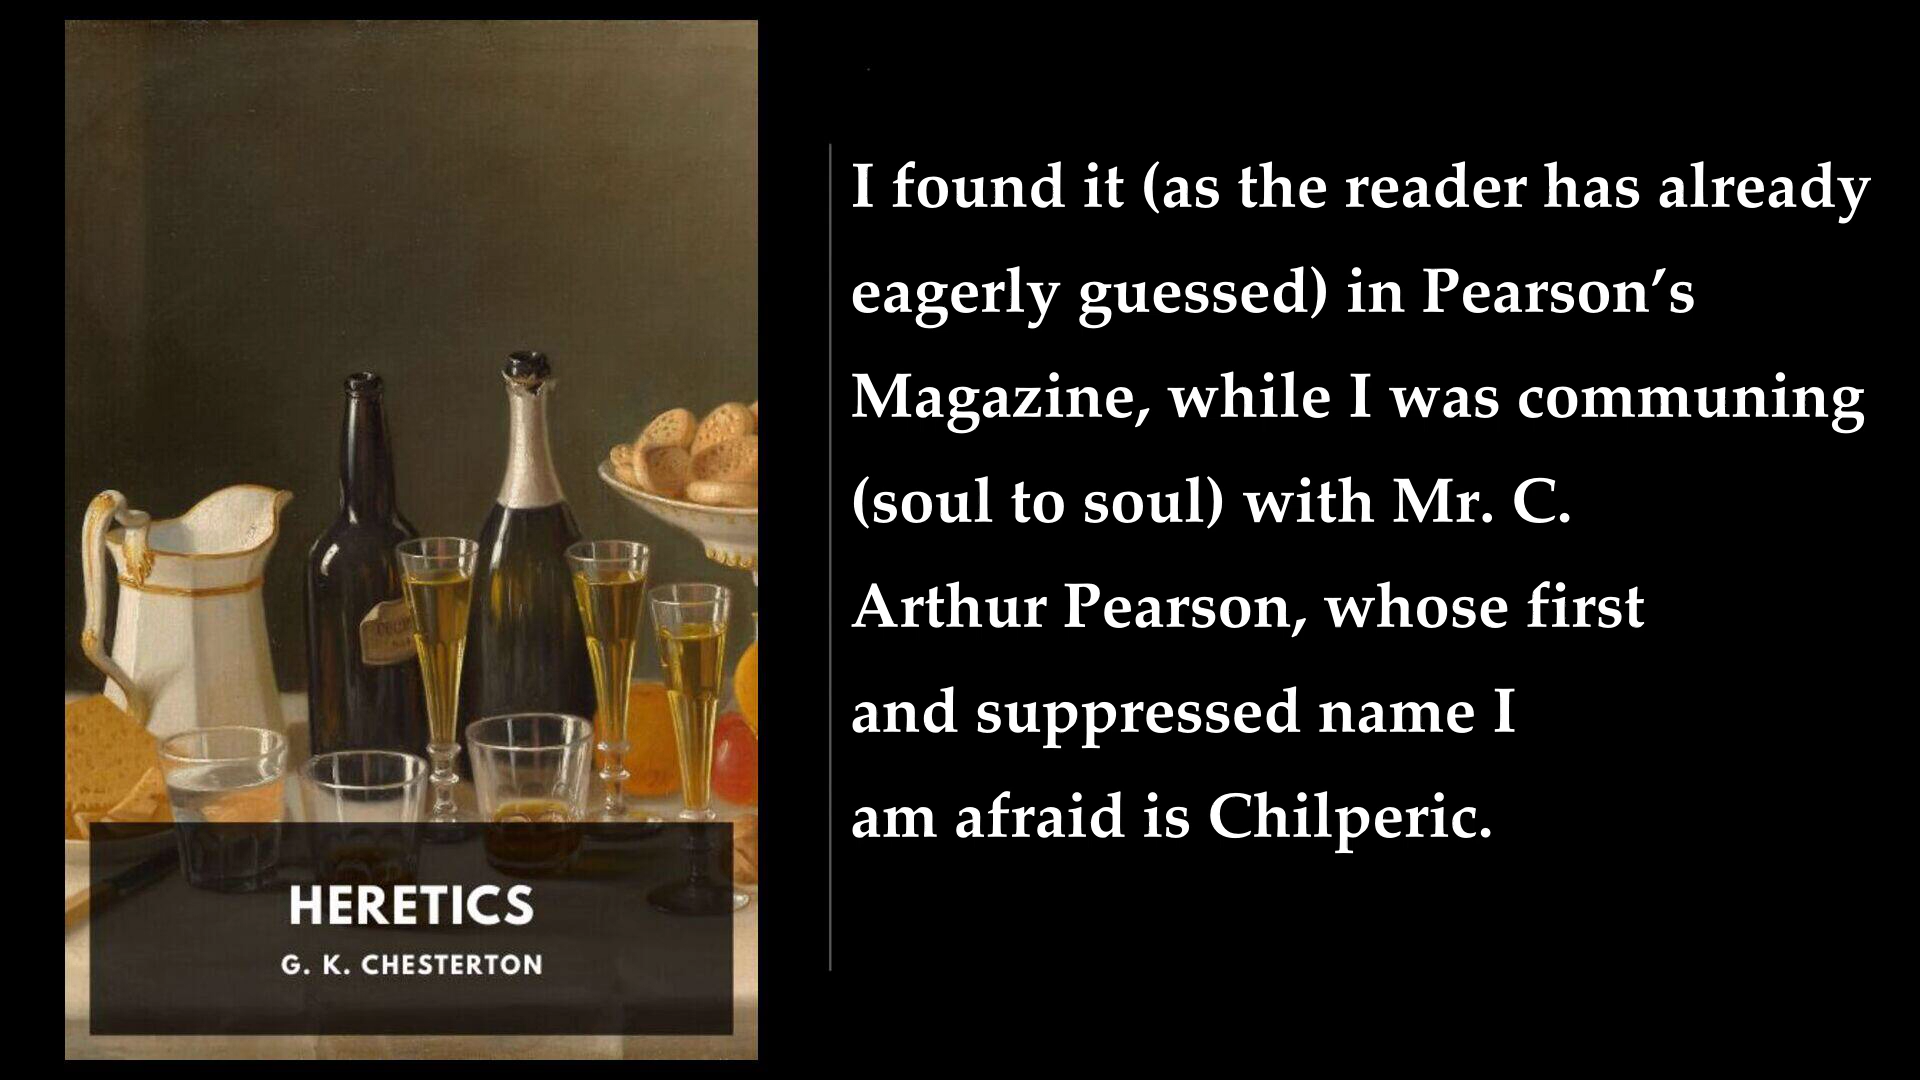 I found it (as the reader has already
eagerly guessed) in Pearson’s
Magazine, while I was communing
(soul to soul) with Mr. C.
Arthur Pearson, whose first
and suppressed name I
am afraid is Chilperic.
HERETICS
G. K. CHESTERTON